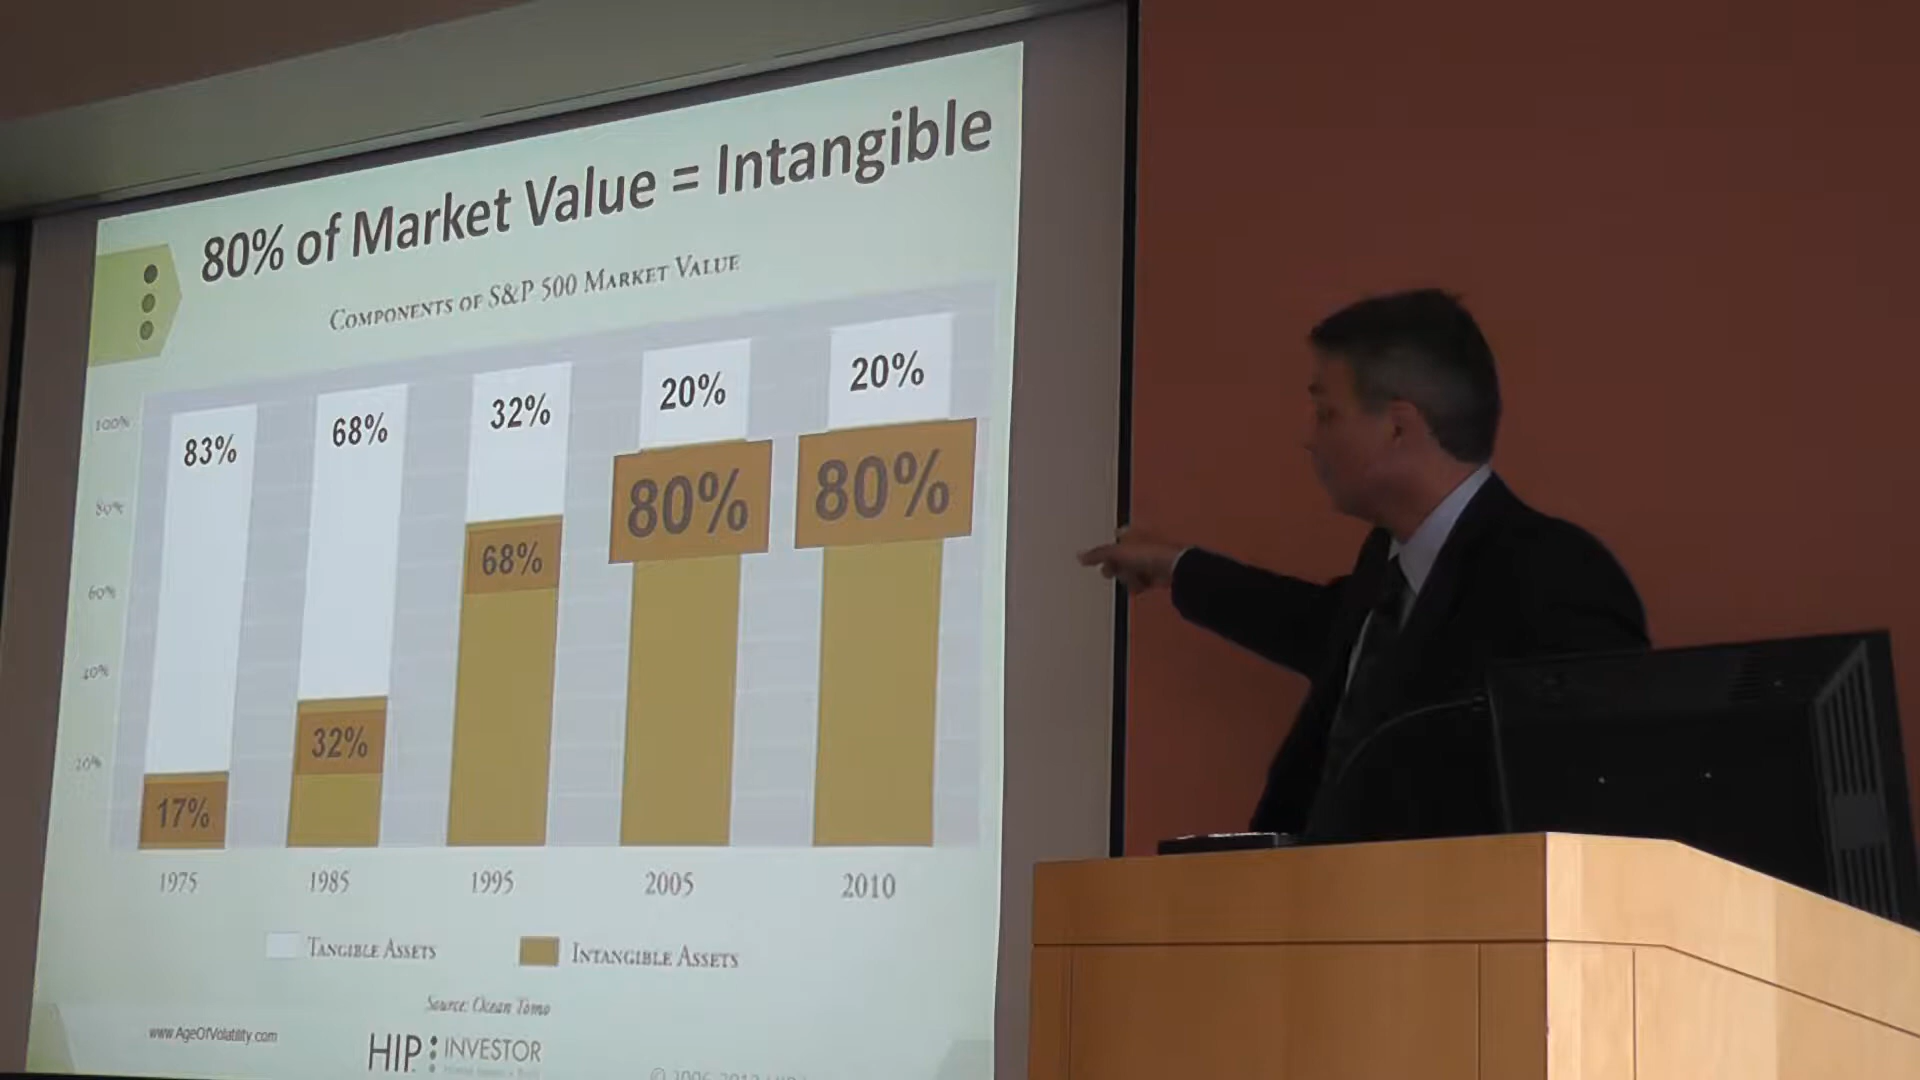 80% of Market Value = Intangible
COMPONENTS OF S&P 500 MARKET VALUE
100%
80%
60%
40%
20%
83% 68% 32% 20% 20%
17% 32% 68% 80% 80%
1975 1985 1995 2005 2010
TANGIBLE ASSETS INTANGIBLE ASSETS
Source: Ocean Tomo
www.AgeOfVolatility.com
HIP INVESTOR